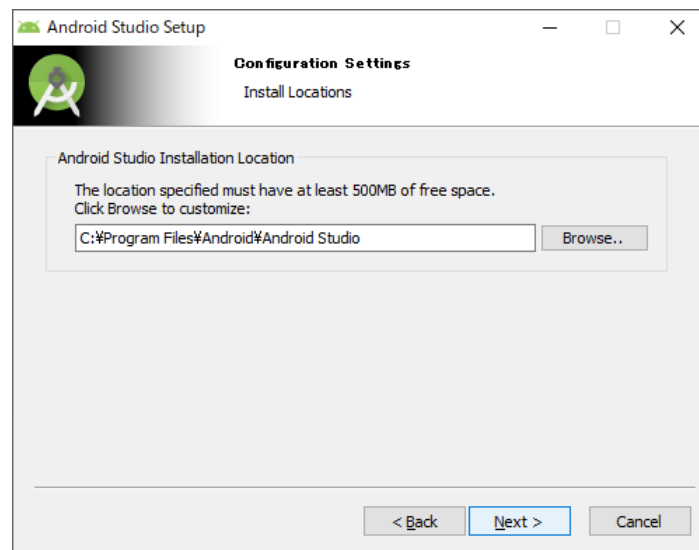 Android Studio Setup
Configuration Settings
Install Locations
Android Studio Installation Location
The location specified must have at least 500MB of free space.
Click Browse to customize:
C:¥Program Files¥Android¥Android Studio
Browse..
< Back
Next >
Cancel